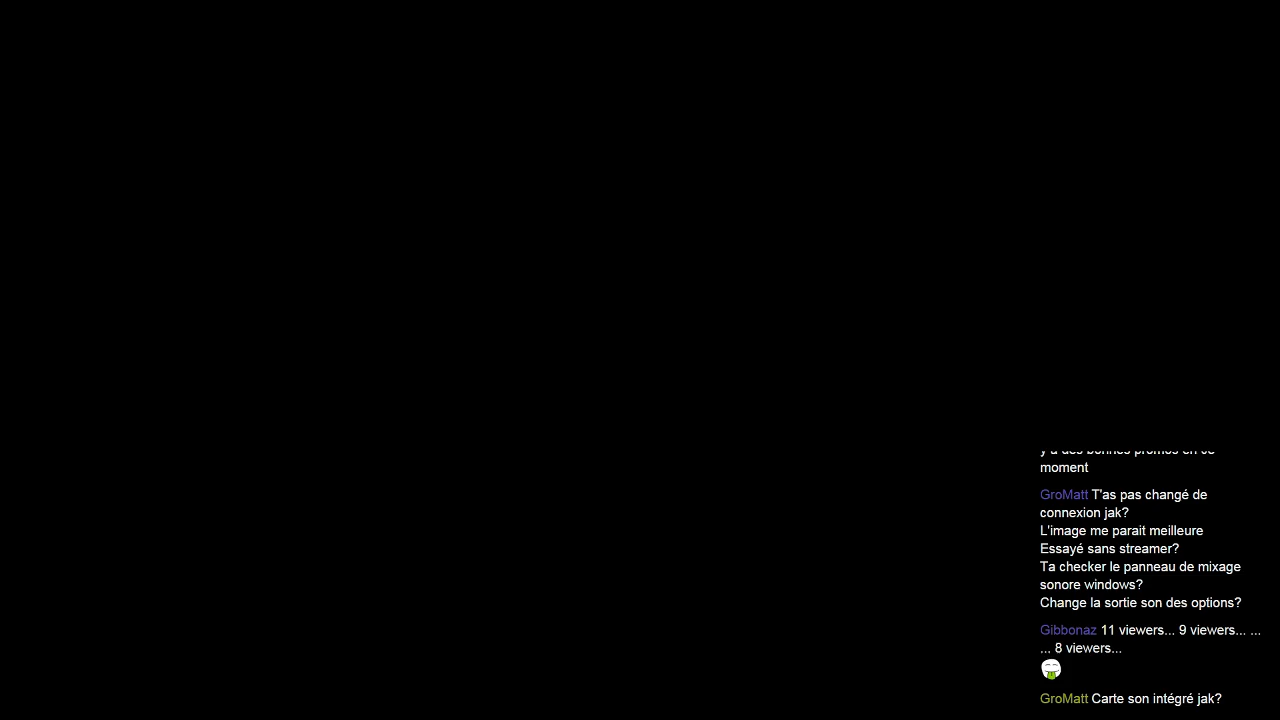 moment
GroMatt T'as pas changé de
connexion jak?
L'image me parait meilleure
Essayé sans streamer?
Ta checker le panneau de mixage
sonore windows?
Change la sortie son des options?
Gibbonaz 11 viewers... 9 viewers... ...
... 8 viewers...
GroMatt Carte son intégré jak?